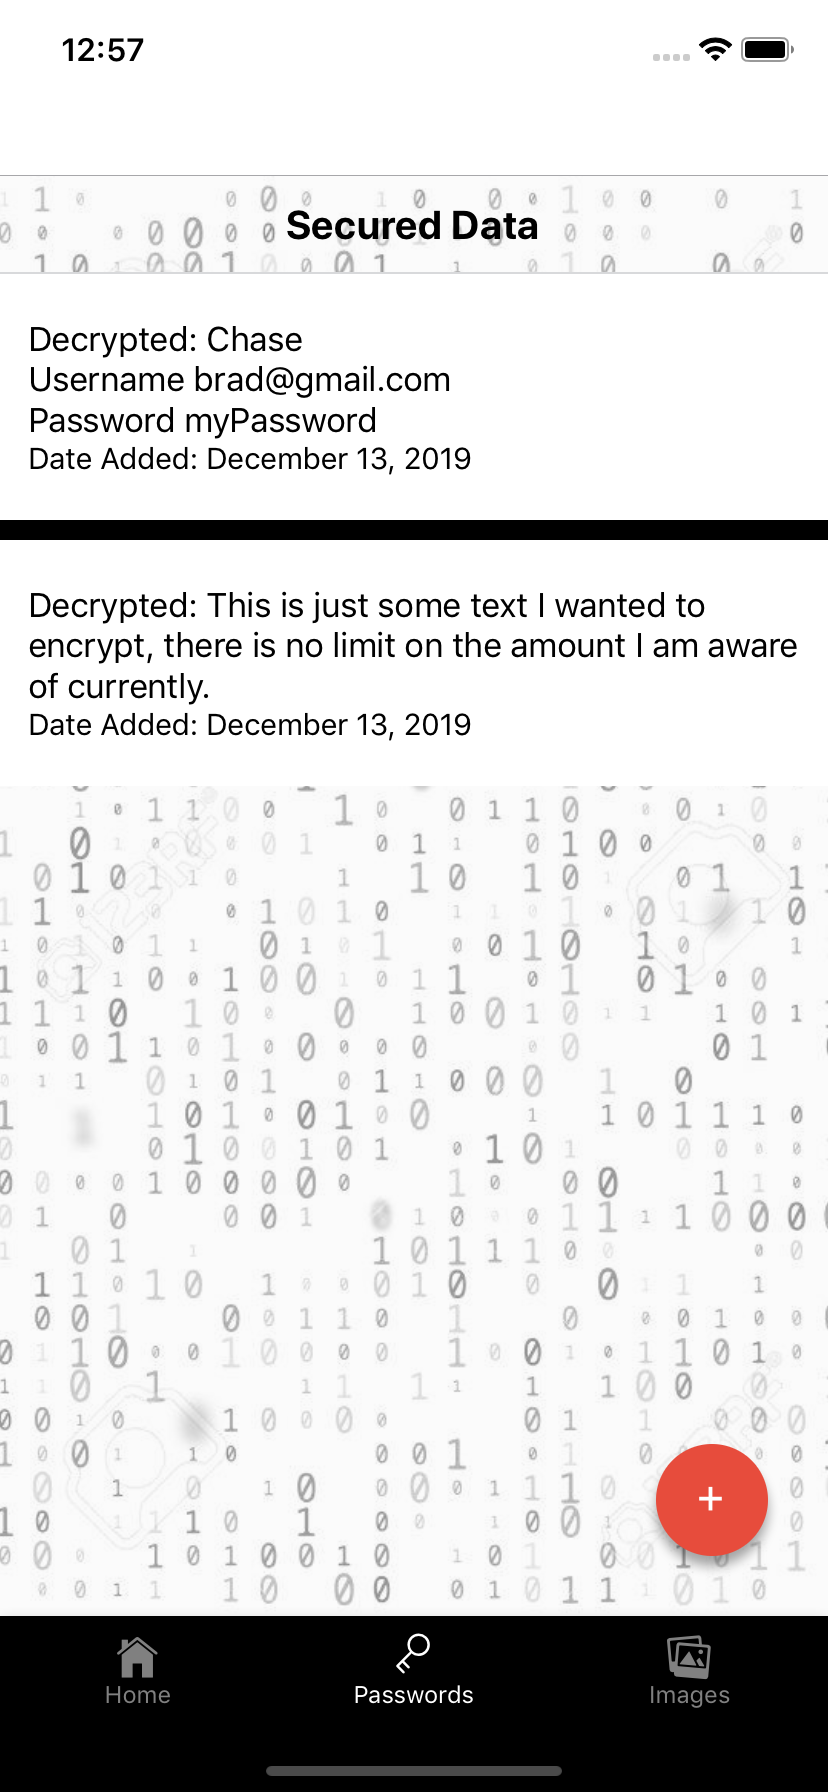 12:57
Secured Data
Decrypted: Chase
Username brad@gmail.com
Password myPassword
Date Added: December 13, 2019
Decrypted: This is just some text I wanted to
encrypt, there is no limit on the amount I am aware
of currently.
Date Added: December 13, 2019
+
Home
Passwords
Images